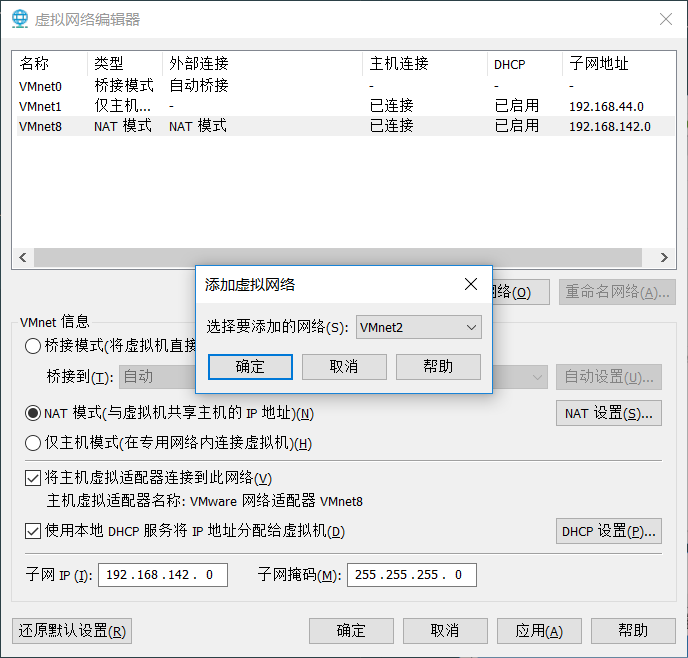 虚拟网络编辑器
名称 类型 外部连接 主机连接 DHCP 子网地址
VMnet0 桥接模式 自动桥接 - - -
VMnet1 仅主机... - 已连接 已启用 192.168.44.0
VMnet8 NAT 模式 NAT 模式 已连接 已启用 192.168.142.0
添加虚拟网络
选择要添加的网络(S): VMnet2
确定 取消 帮助
网络(O) 重命名网络(A)...
VMnet 信息
桥接模式(将虚拟机直接
桥接到(T): 自动 自动设置(U)...
NAT 模式(与虚拟机共享主机的 IP 地址)(N) NAT 设置(S)...
仅主机模式(在专用网络内连接虚拟机)(H)
将主机虚拟适配器连接到此网络(V)
主机虚拟适配器名称: VMware 网络适配器 VMnet8
使用本地 DHCP 服务将 IP 地址分配给虚拟机(D) DHCP 设置(P)...
子网 IP (I): 192.168.142. 0 子网掩码(M): 255.255.255. 0
还原默认设置(R) 确定 取消 应用(A) 帮助